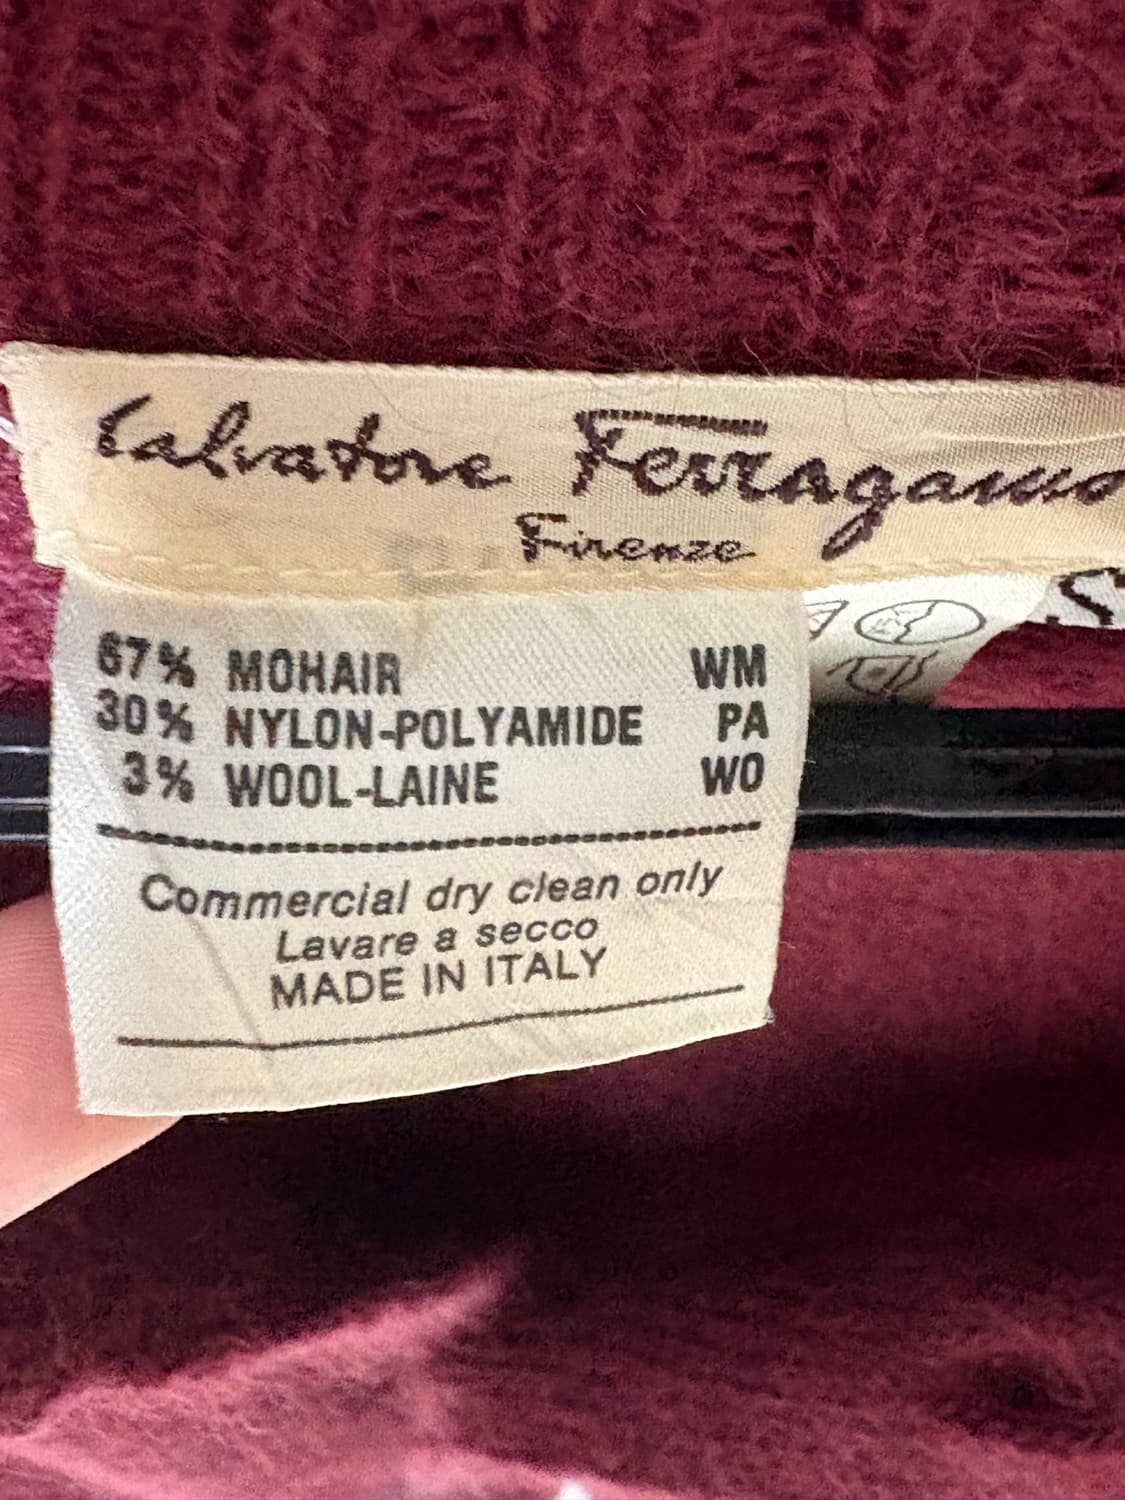 Salvatore Ferragamo
Firenze
S
67% MOHAIR WM
30% NYLON-POLYAMIDE PA
3% WOOL-LAINE WO
Commercial dry clean only
Lavare a secco
MADE IN ITALY